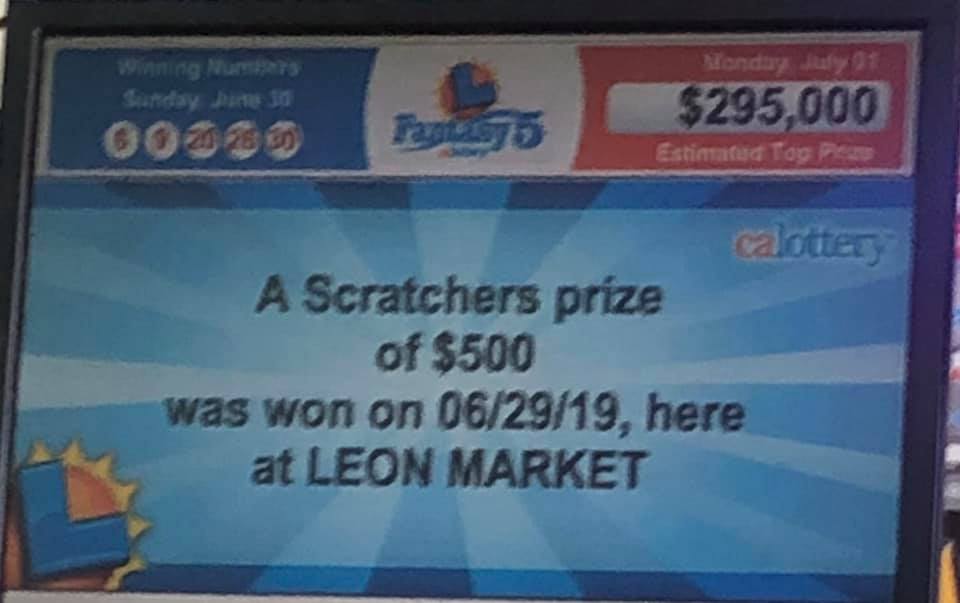 Winning Numbers
Sunday June 30
6 9 20 26 30
Fantasy 5
Monday July 01
$295,000
Estimated Top Prize
calottery
A Scratchers prize
of $500
was won on 06/29/19, here
at LEON MARKET